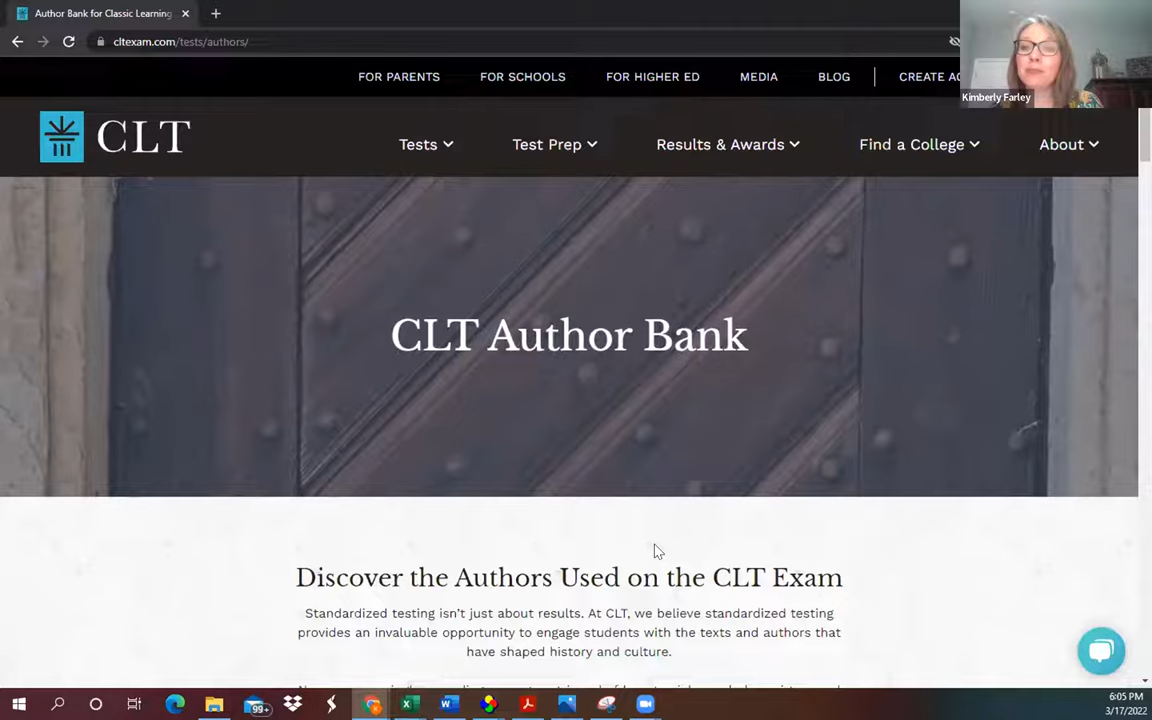 Author Bank for Classic Learning
cltexam.com/tests/authors/
Kimberly Farley
FOR PARENTS FOR SCHOOLS FOR HIGHER ED MEDIA BLOG CREATE
CLT
Tests Test Prep Results & Awards Find a College About
CLT Author Bank
Discover the Authors Used on the CLT Exam
Standardized testing isn't just about results. At CLT, we believe standardized testing
provides an invaluable opportunity to engage students with the texts and authors that
have shaped history and culture.
99+
6:05 PM
3/17/2022